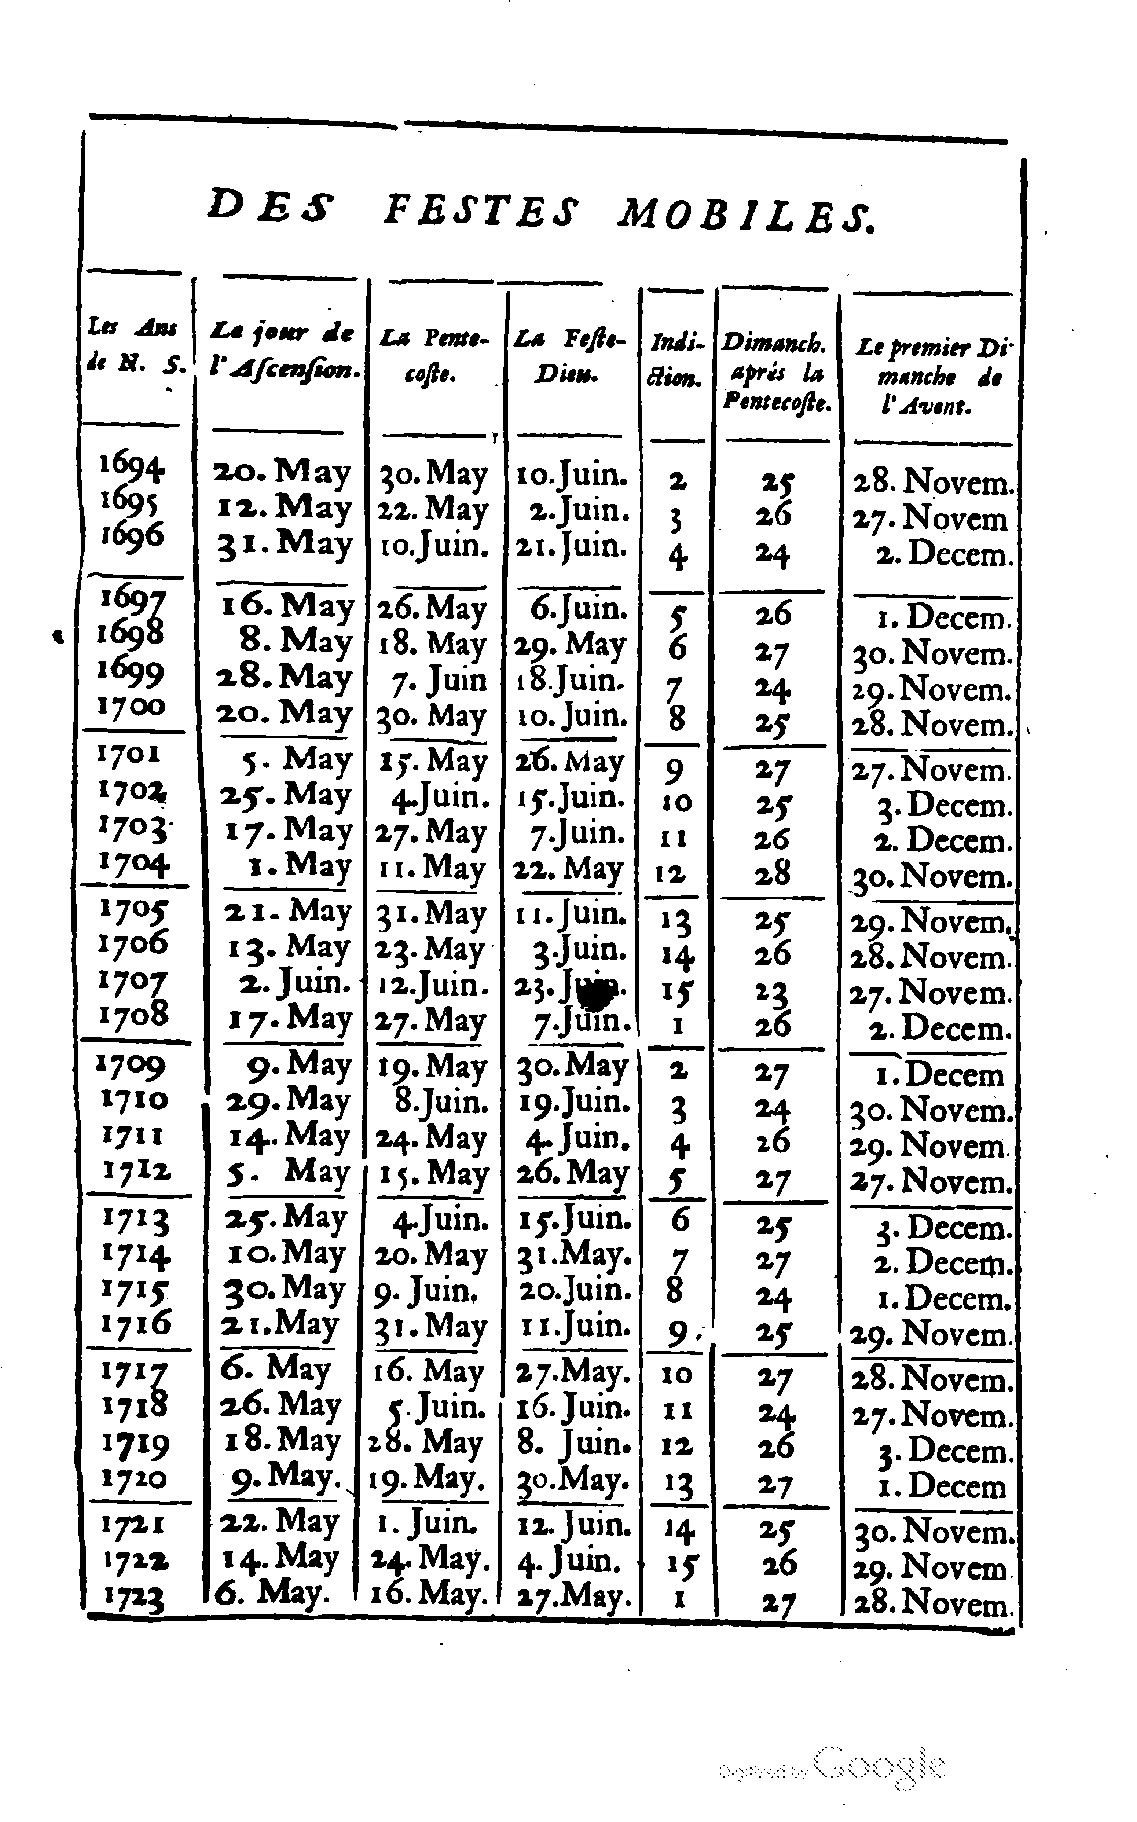 DES FESTES MOBILES.
Les Ans de N. S. | Le jour de l'Aſcenſion. | La Pentecoſte. | La Feſte-Dieu. | Indiction. | Dimanch. aprés la Pentecoſte. | Le premier Dimanche de l'Avent.
1694 20. May 30. May 10. Juin. 2 25 28. Novem.
1695 12. May 22. May 2. Juin. 3 26 27. Novem
1696 31. May 10. Juin. 21. Juin. 4 24 2. Decem.
1697 16. May 26. May 6. Juin. 5 26 1. Decem.
1698 8. May 18. May 29. May 6 27 30. Novem.
1699 28. May 7. Juin 18. Juin. 7 24 29. Novem.
1700 20. May 30. May 10. Juin. 8 25 28. Novem.
1701 5. May 15. May 26. May 9 27 27. Novem.
1702 25. May 4. Juin. 15. Juin. 10 25 3. Decem.
1703 17. May 27. May 7. Juin. 11 26 2. Decem.
1704 1. May 11. May 22. May 12 28 30. Novem.
1705 21. May 31. May 11. Juin. 13 25 29. Novem.
1706 13. May 23. May 3. Juin. 14 26 28. Novem.
1707 2. Juin. 12. Juin. 23. Juin. 15 23 27. Novem.
1708 17. May 27. May 7. Juin. 1 26 2. Decem.
1709 9. May 19. May 30. May 2 27 1. Decem
1710 29. May 8. Juin. 19. Juin. 3 24 30. Novem.
1711 14. May 24. May 4. Juin. 4 26 29. Novem.
1712 5. May 15. May 26. May 5 27 27. Novem.
1713 25. May 4. Juin. 15. Juin. 6 25 3. Decem.
1714 10. May 20. May 31. May. 7 27 2. Decem.
1715 30. May 9. Juin. 20. Juin. 8 24 1. Decem.
1716 21. May 31. May 11. Juin. 9 25 29. Novem.
1717 6. May 16. May 27. May. 10 27 28. Novem.
1718 26. May 5. Juin. 16. Juin. 11 24 27. Novem.
1719 18. May 28. May 8. Juin. 12 26 3. Decem.
1720 9. May. 19. May. 30. May. 13 27 1. Decem
1721 22. May 1. Juin. 12. Juin. 14 25 30. Novem.
1722 14. May 24. May. 4. Juin. 15 26 29. Novem
1723 6. May. 16. May. 27. May. 1 27 28. Novem.
Digitized by Google